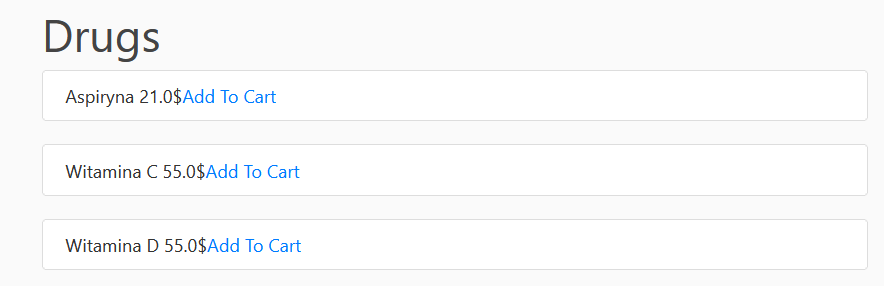 Drugs
Aspiryna 21.0$Add To Cart
Witamina C 55.0$Add To Cart
Witamina D 55.0$Add To Cart